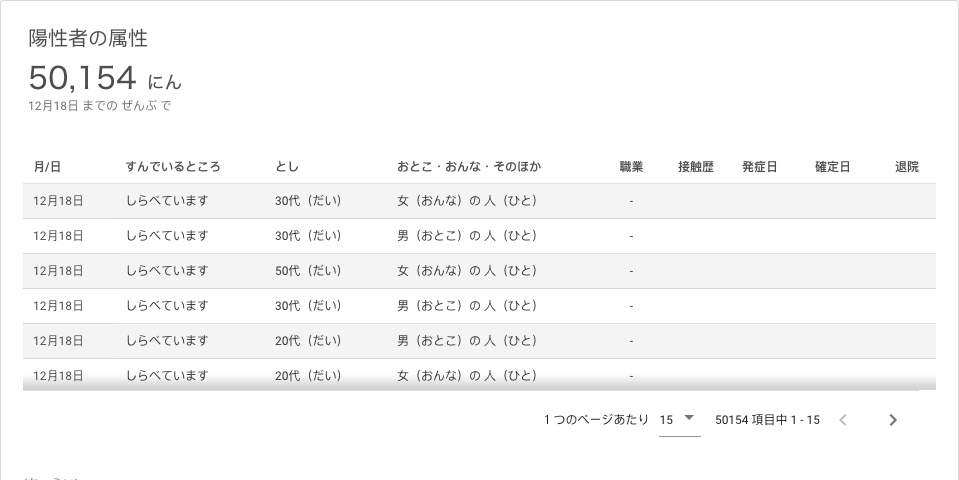 陽性者の属性
50,154 にん
12月18日 までの ぜんぶ で
月/日 すんでいるところ とし おとこ・おんな・そのほか 職業 接触歴 発症日 確定日 退院
12月18日 しらべています 30代（だい） 女（おんな）の 人（ひと） -
12月18日 しらべています 30代（だい） 男（おとこ）の 人（ひと） -
12月18日 しらべています 50代（だい） 女（おんな）の 人（ひと） -
12月18日 しらべています 30代（だい） 男（おとこ）の 人（ひと） -
12月18日 しらべています 20代（だい） 男（おとこ）の 人（ひと） -
12月18日 しらべています 20代（だい） 女（おんな）の 人（ひと） -
1 つのページあたり 15 50154 項目中 1 - 15